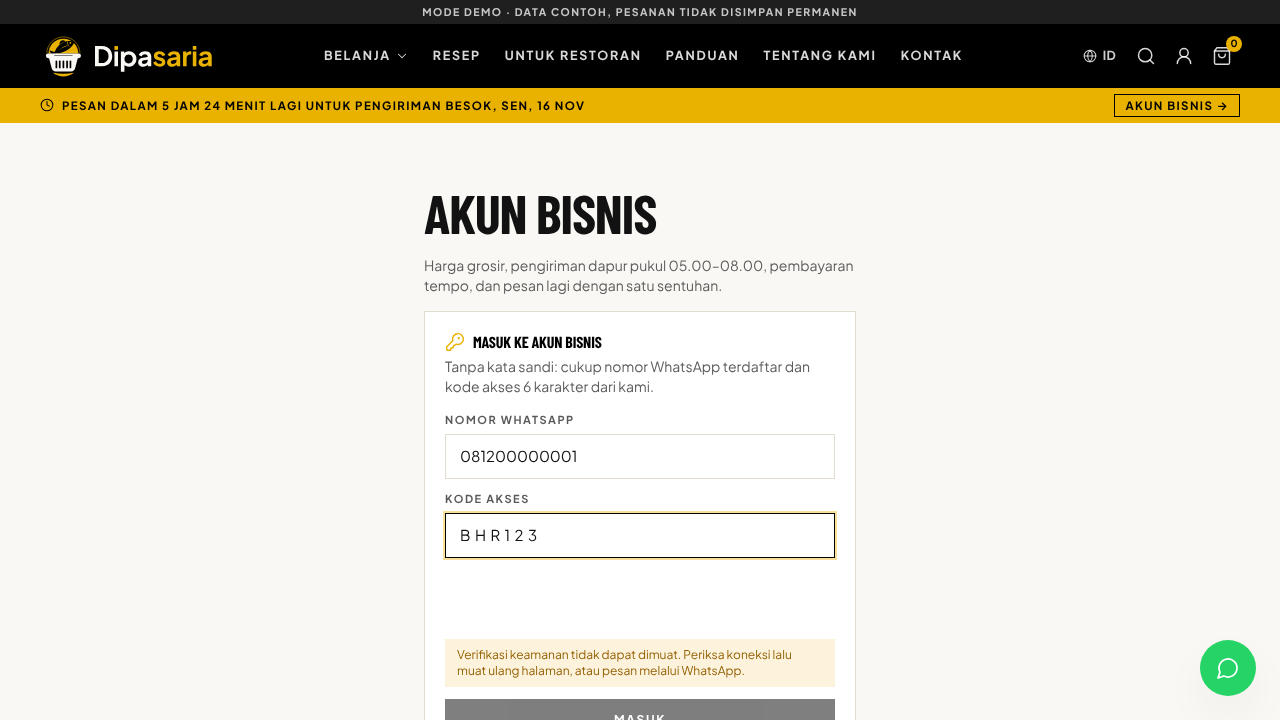 MODE DEMO · DATA CONTOH, PESANAN TIDAK DISIMPAN PERMANEN
Dipasaria
BELANJA RESEP UNTUK RESTORAN PANDUAN TENTANG KAMI KONTAK ID 0
PESAN DALAM 5 JAM 24 MENIT LAGI UNTUK PENGIRIMAN BESOK, SEN, 16 NOV
AKUN BISNIS →
AKUN BISNIS
Harga grosir, pengiriman dapur pukul 05.00–08.00, pembayaran
tempo, dan pesan lagi dengan satu sentuhan.
MASUK KE AKUN BISNIS
Tanpa kata sandi: cukup nomor WhatsApp terdaftar dan
kode akses 6 karakter dari kami.
NOMOR WHATSAPP
081200000001
KODE AKSES
BHR123
Verifikasi keamanan tidak dapat dimuat. Periksa koneksi lalu
muat ulang halaman, atau pesan melalui WhatsApp.
MASUK